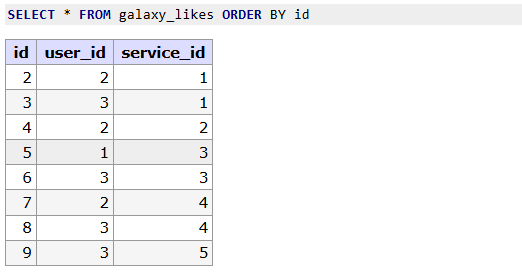 SELECT * FROM galaxy_likes ORDER BY id
id user_id service_id
2 2 1
3 3 1
4 2 2
5 1 3
6 3 3
7 2 4
8 3 4
9 3 5